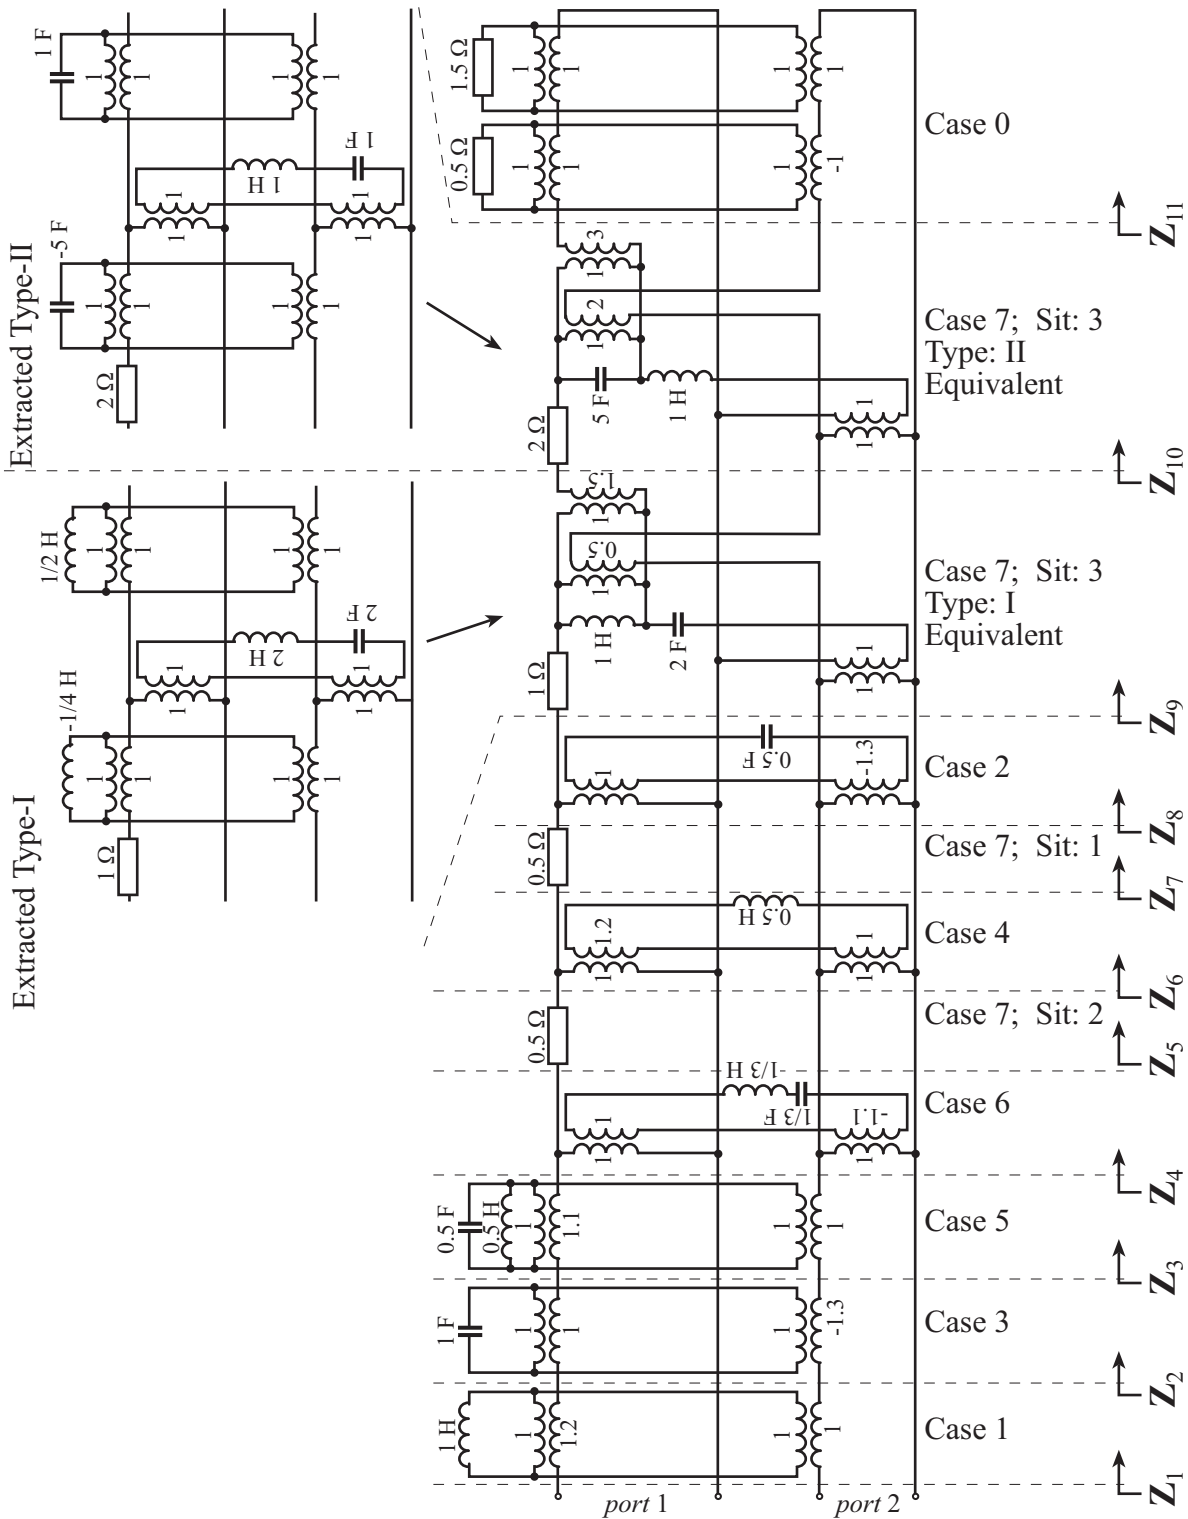 Extracted Type-II
2 Ω
-5 F
1
1
1
1
1
1
1 H
1 F
1
1
1 F
1
1
1
1
Extracted Type-I
1 Ω
-1/4 H
1
1
1
1
1
1
2 H
2 F
1
1
1/2 H
1
1
1
1
1.5 Ω
1
1
1
1
0.5 Ω
1
1
1
-1
Case 0
Z11
3
1
2
1
5 F
1 H
2 Ω
1
1
Case 7; Sit: 3
Type: II
Equivalent
Z10
1.5
1
0.5
1
1 H
2 F
1 Ω
1
1
Case 7; Sit: 3
Type: I
Equivalent
Z9
1
0.5 F
-1.3
Case 2
Z8
0.5 Ω
Case 7; Sit: 1
Z7
1.2
1
0.5 H
1
1
Case 4
Z6
0.5 Ω
Case 7; Sit: 2
Z5
1
1
1/3 H
1/3 F
-1.1
1
Case 6
Z4
0.5 F
0.5 H
1
1.1
1
1
Case 5
Z3
1 F
1
1
1
-1.3
Case 3
Z2
1 H
1
1.2
1
1
Case 1
Z1
port 1
port 2